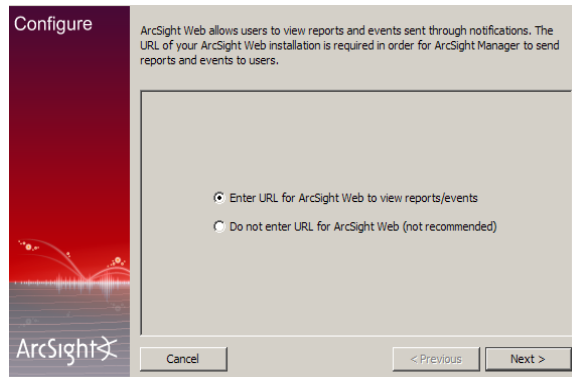 Configure
ArcSight Web allows users to view reports and events sent through notifications. The
URL of your ArcSight Web installation is required in order for ArcSight Manager to send
reports and events to users.
Enter URL for ArcSight Web to view reports/events
Do not enter URL for ArcSight Web (not recommended)
ArcSight
Cancel
< Previous
Next >